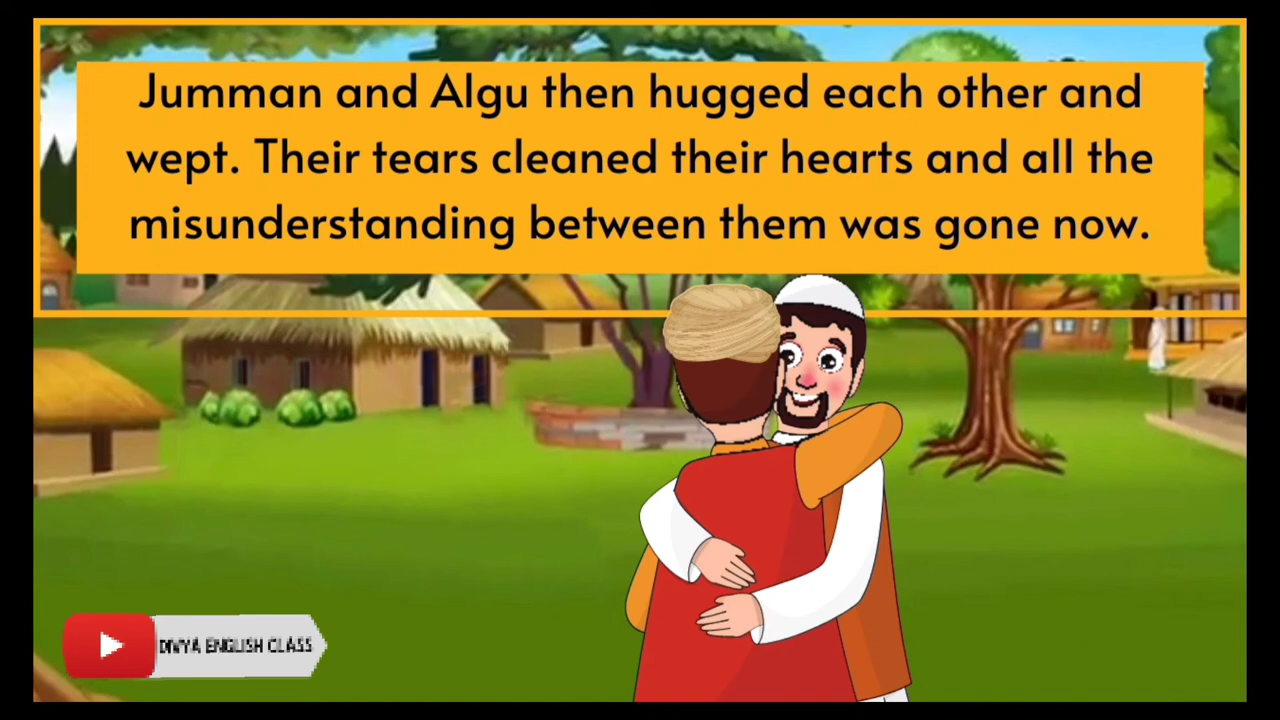 Jumman and Algu then hugged each other and
wept. Their tears cleaned their hearts and all the
misunderstanding between them was gone now.
DIVYA ENGLISH CLASS